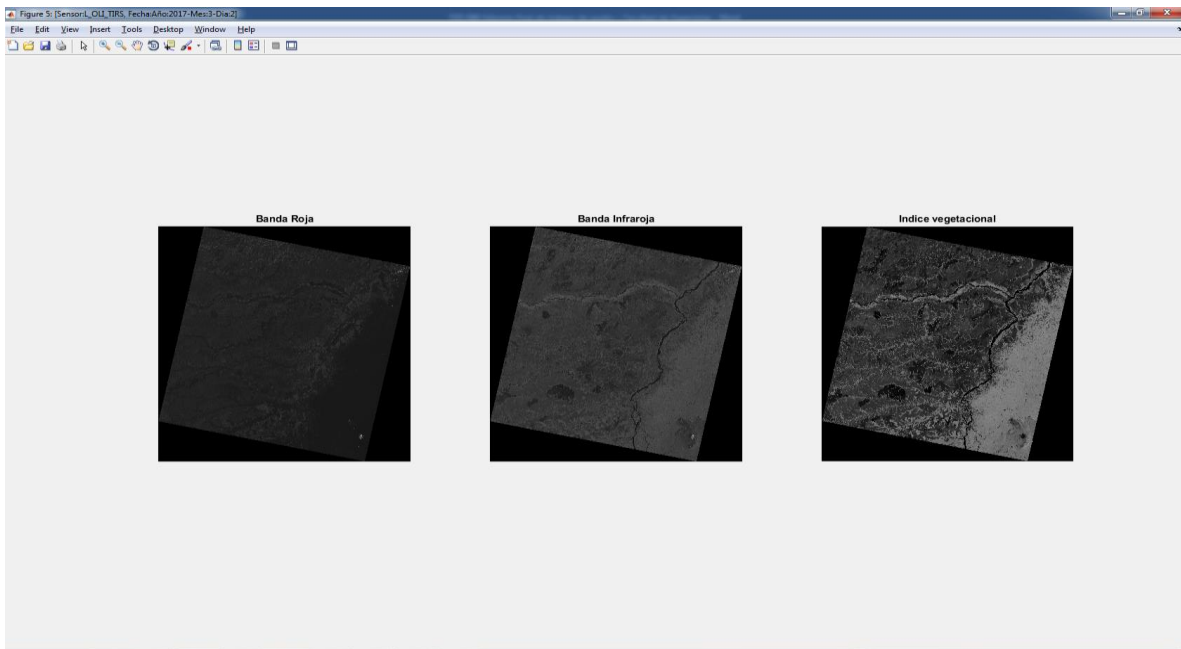 Figure 5: [Sensor:L_OLI_TIRS, Fecha:Año:2017-Mes:3-Dia:2]
File Edit View Insert Tools Desktop Window Help
Banda Roja Banda Infraroja Indice vegetacional